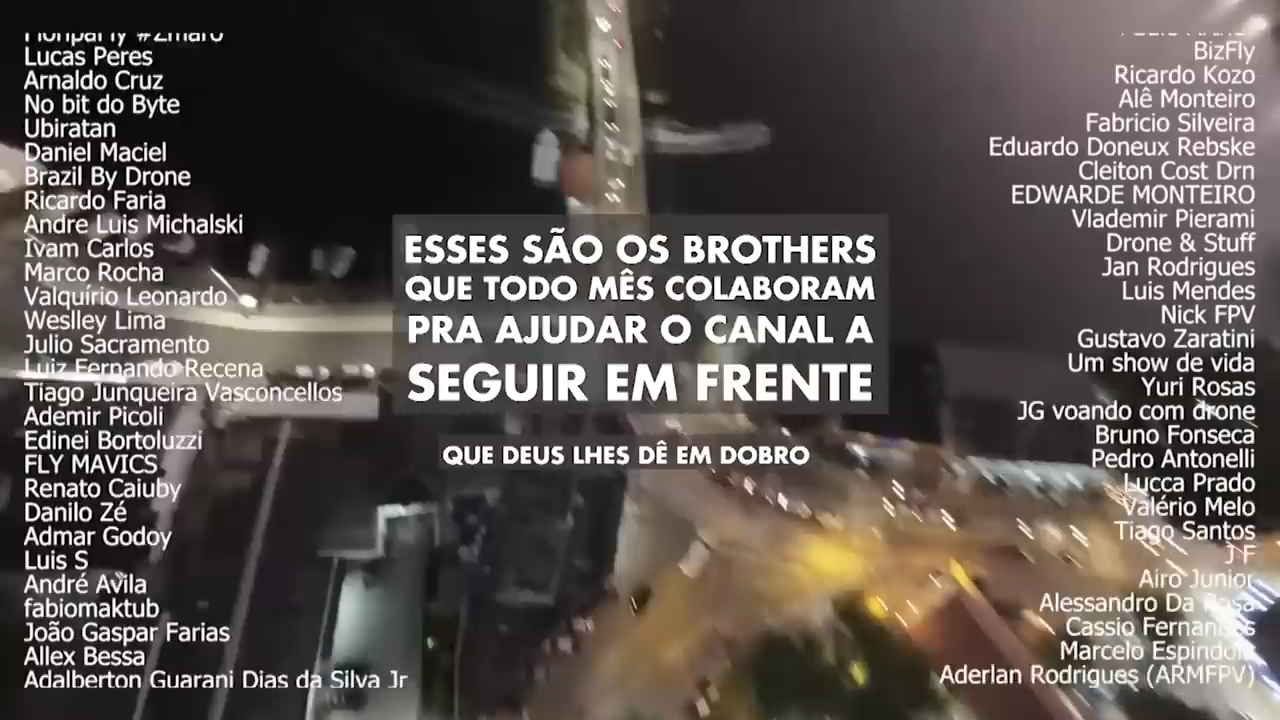 Lucas Peres
Arnaldo Cruz
No bit do Byte
Ubiratan
Daniel Maciel
Brazil By Drone
Ricardo Faria
Andre Luis Michalski
Ivam Carlos
Marco Rocha
Valquírio Leonardo
Weslley Lima
Julio Sacramento
Luiz Fernando Recena
Tiago Junqueira Vasconcellos
Ademir Picoli
Edinei Bortoluzzi
FLY MAVICS
Renato Caiuby
Danilo Zé
Admar Godoy
Luis S
André Avila
fabiomaktub
João Gaspar Farias
Allex Bessa
Adalberton Guarani Dias da Silva Jr
ESSES SÃO OS BROTHERS
QUE TODO MÊS COLABORAM
PRA AJUDAR O CANAL A
SEGUIR EM FRENTE
QUE DEUS LHES DÊ EM DOBRO
BizFly
Ricardo Kozo
Alê Monteiro
Fabricio Silveira
Eduardo Doneux Rebske
Cleiton Cost Drn
EDWARDE MONTEIRO
Vlademir Pierami
Drone & Stuff
Jan Rodrigues
Luis Mendes
Nick FPV
Gustavo Zaratini
Um show de vida
Yuri Rosas
JG voando com drone
Bruno Fonseca
Pedro Antonelli
Lucca Prado
Valério Melo
Tiago Santos
J F
Airo Junior
Alessandro Da Rosa
Cassio Fernandes
Marcelo Espindola
Aderlan Rodrigues (ARMFPV)